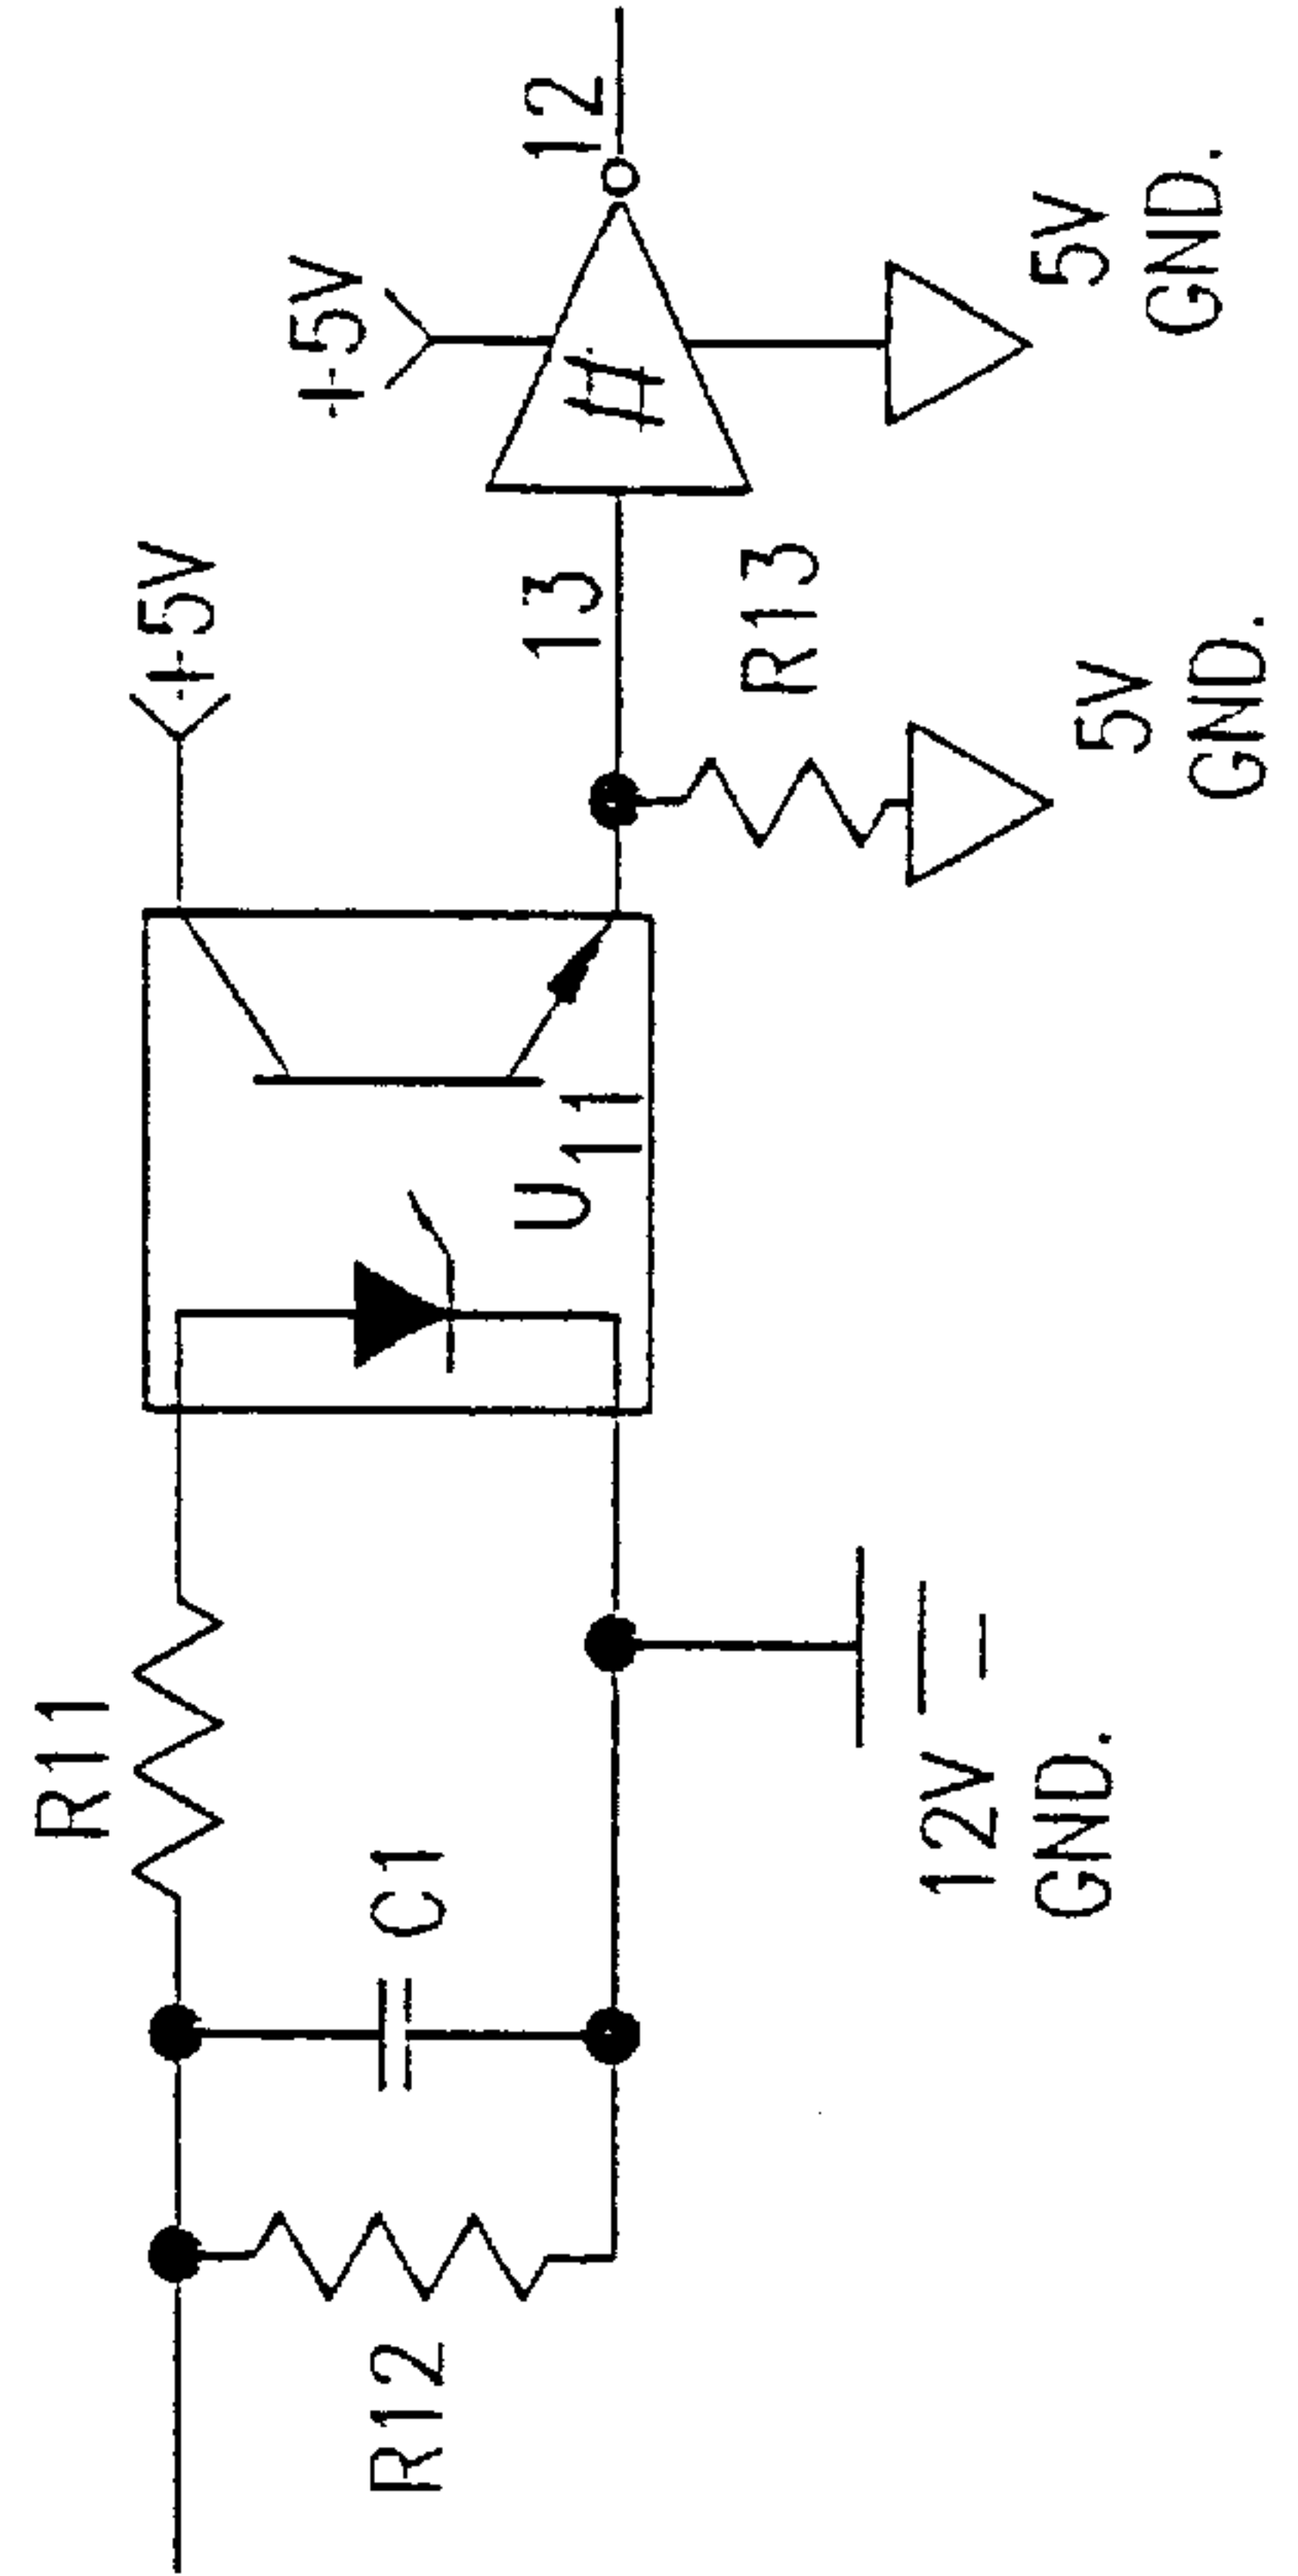 R11
C1
R12
12V
GND.
U11
+5V
13
R13
5V
GND.
+5V
12
5V
GND.